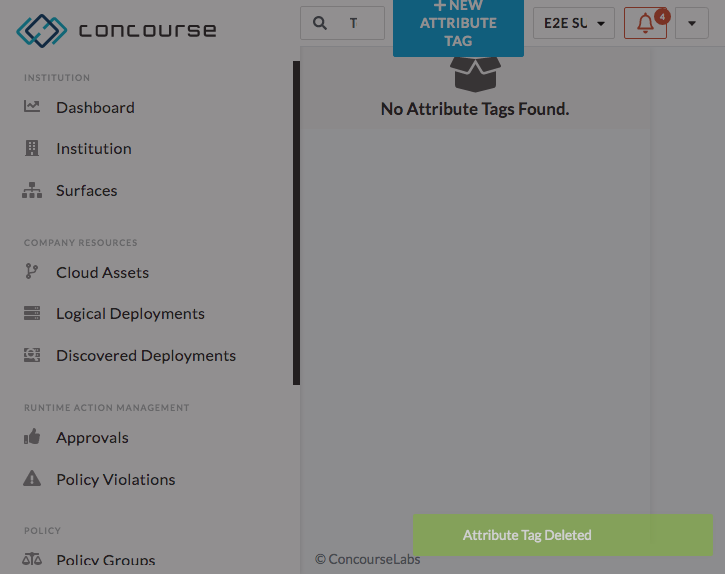 concourse
T
NEW
ATTRIBUTE
TAG
E2E SU
4
INSTITUTION
Dashboard
Institution
Surfaces
COMPANY RESOURCES
Cloud Assets
Logical Deployments
Discovered Deployments
RUNTIME ACTION MANAGEMENT
Approvals
Policy Violations
POLICY
Policy Groups
No Attribute Tags Found.
Attribute Tag Deleted
© ConcourseLabs